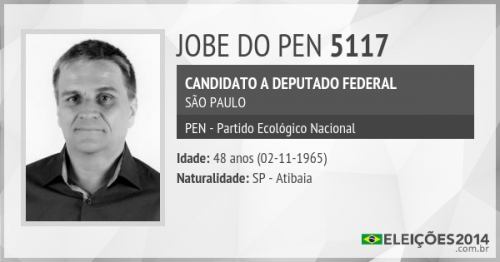 JOBE DO PEN 5117
CANDIDATO A DEPUTADO FEDERAL
SÃO PAULO
PEN - Partido Ecológico Nacional
Idade: 48 anos (02-11-1965)
Naturalidade: SP - Atibaia
ELEIÇÕES2014
.com.br